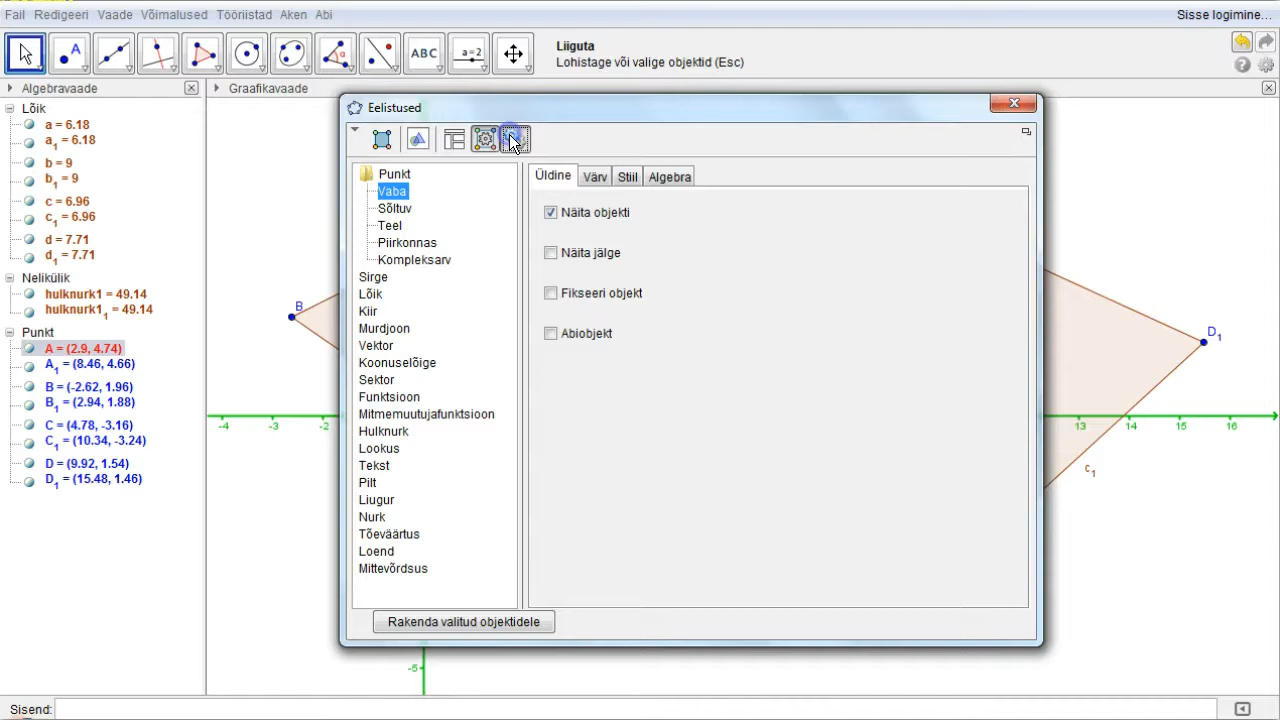 Fail Redigeeri Vaade Võimalused Tööriistad Aken Abi Sisse logimine...
A ABC a=2
Liiguta
Lohistage või valige objektid (Esc)
Algebravaade Graafikavaade
Lõik
a = 6.18
a1 = 6.18
b = 9
b1 = 9
c = 6.96
c1 = 6.96
d = 7.71
d1 = 7.71
Nelikülik
hulknurk1 = 49.14
hulknurk1 1 = 49.14
Punkt
A = (2.9, 4.74)
A1 = (8.46, 4.66)
B = (-2.62, 1.96)
B1 = (2.94, 1.88)
C = (4.78, -3.16)
C1 = (10.34, -3.24)
D = (9.92, 1.54)
D1 = (15.48, 1.46)
Eelistused
Punkt
Vaba
Sõltuv
Teel
Piirkonnas
Kompleksarv
Sirge
Lõik
Kiir
Murdjoon
Vektor
Koonuselõige
Sektor
Funktsioon
Mitmemuutujafunktsioon
Hulknurk
Lookus
Tekst
Pilt
Liugur
Nurk
Tõeväärtus
Loend
Mittevõrdsus
Üldine Värv Stiil Algebra
Näita objekti
Näita jälge
Fikseeri objekt
Abiobjekt
Rakenda valitud objektidele
B
D1
c1
-4 -3 -2 13 14 15 16
-5
Sisend: